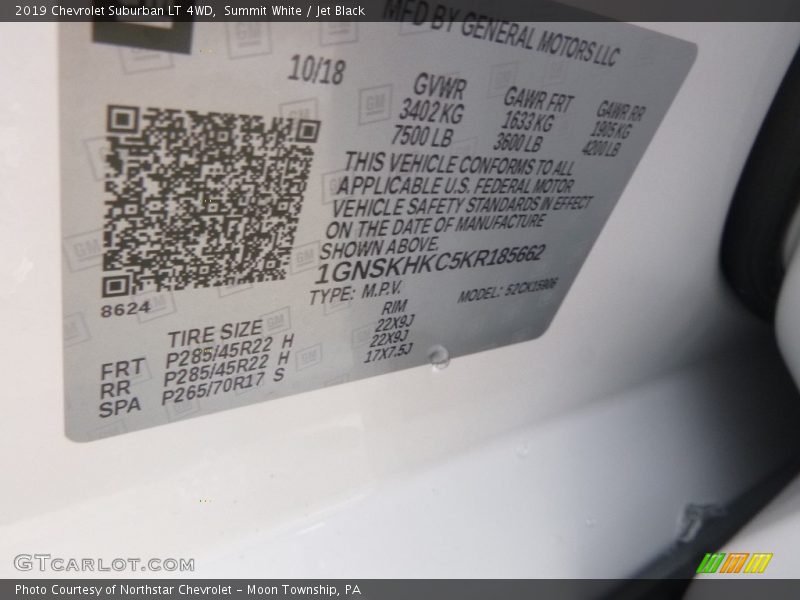 2019 Chevrolet Suburban LT 4WD, Summit White / Jet Black
MFD BY GENERAL MOTORS LLC
10/18
GVWR
3402 KG
7500 LB
GAWR FRT
1633 KG
3600 LB
GAWR RR
1905 KG
4200 LB
THIS VEHICLE CONFORMS TO ALL
APPLICABLE U.S. FEDERAL MOTOR
VEHICLE SAFETY STANDARDS IN EFFECT
ON THE DATE OF MANUFACTURE
SHOWN ABOVE.
1GNSKHKC5KR185662
TYPE: M.P.V.
MODEL: 52CK15906
8624
TIRE SIZE
RIM
FRT P285/45R22 H 22X9J
RR P285/45R22 H 22X9J
SPA P265/70R17 S 17X7.5J
GTCARLOT.COM
Photo Courtesy of Northstar Chevrolet - Moon Township, PA